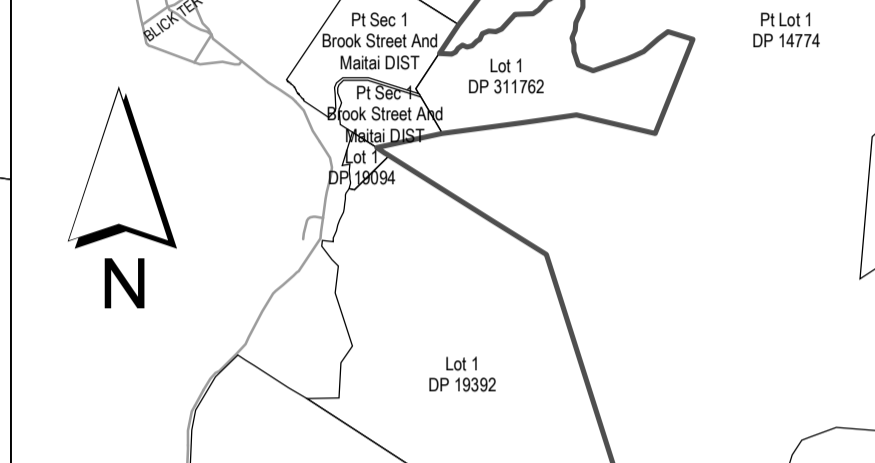 BLICK TER
Pt Sec 1
Brook Street And
Maitai DIST
Pt Lot 1
DP 14774
Lot 1
DP 311762
Pt Sec 1
Brook Street And
Maitai DIST
Lot 1
DP 19094
N
Lot 1
DP 19392